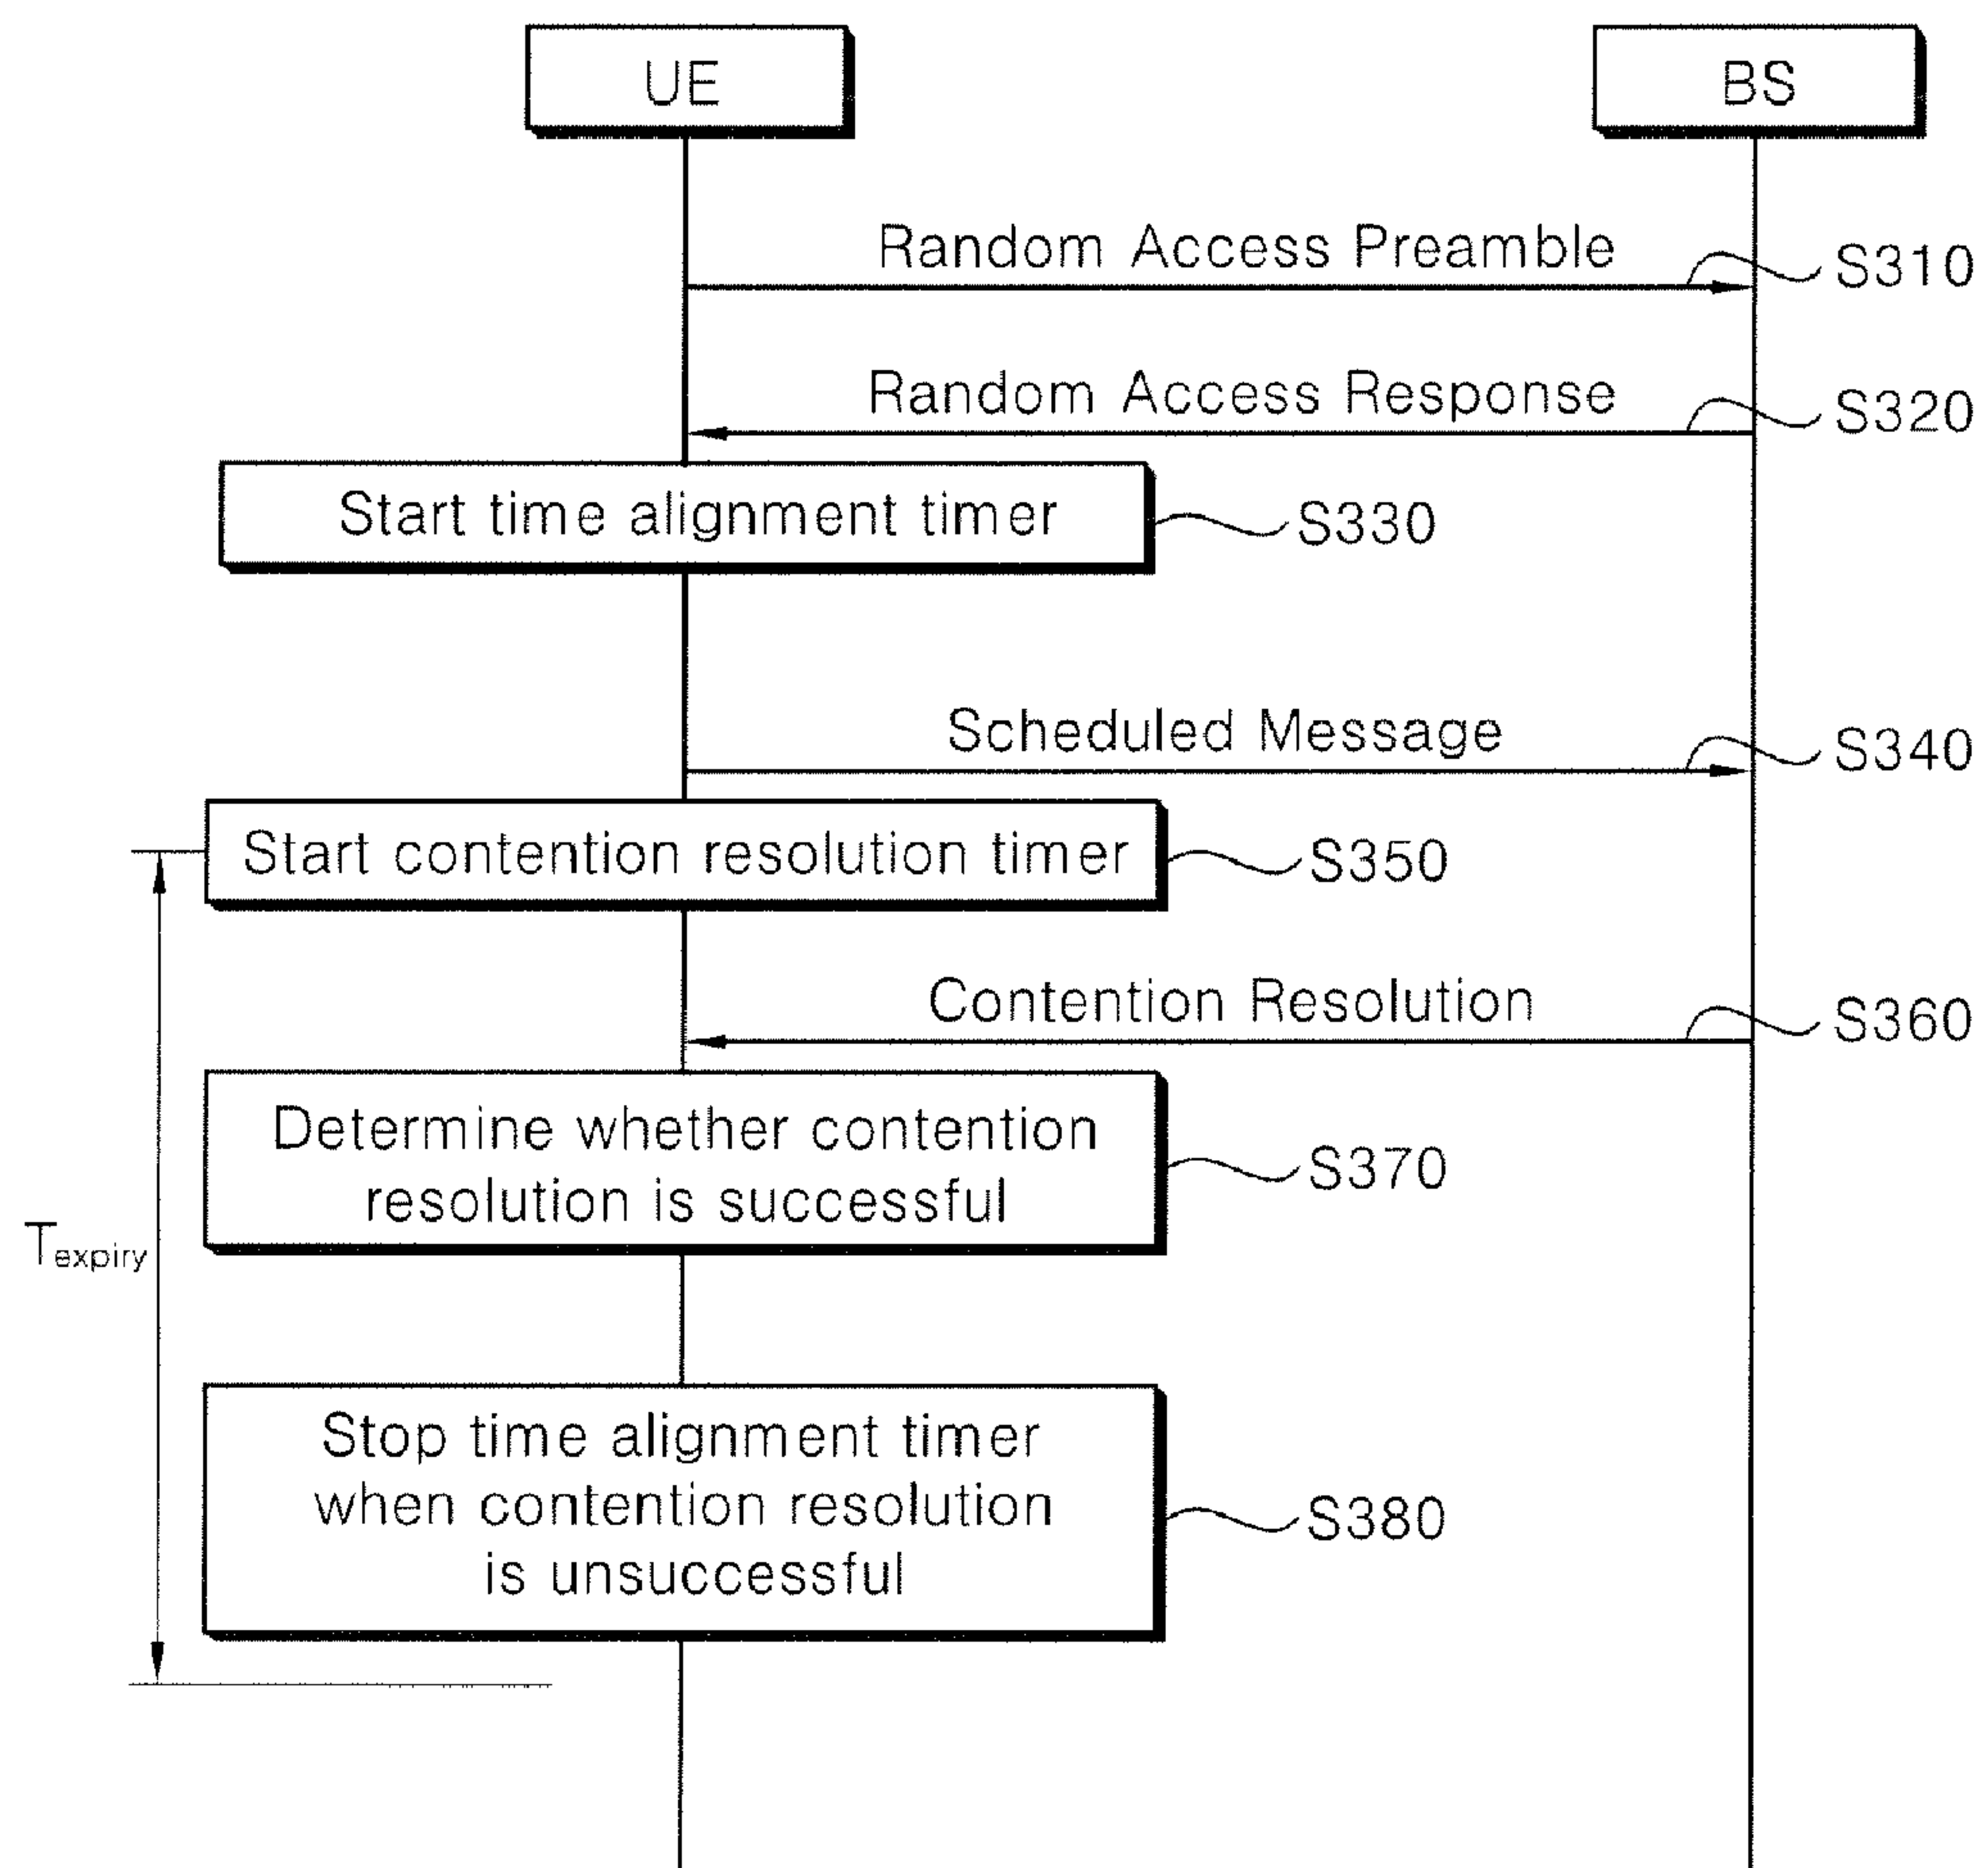 UE
BS
Random Access Preamble
S310
Random Access Response
S320
Start time alignment timer
S330
Scheduled Message
S340
Start contention resolution timer
S350
Contention Resolution
S360
Determine whether contention
resolution is successful
S370
Texpiry
Stop time alignment timer
when contention resolution
is unsuccessful
S380